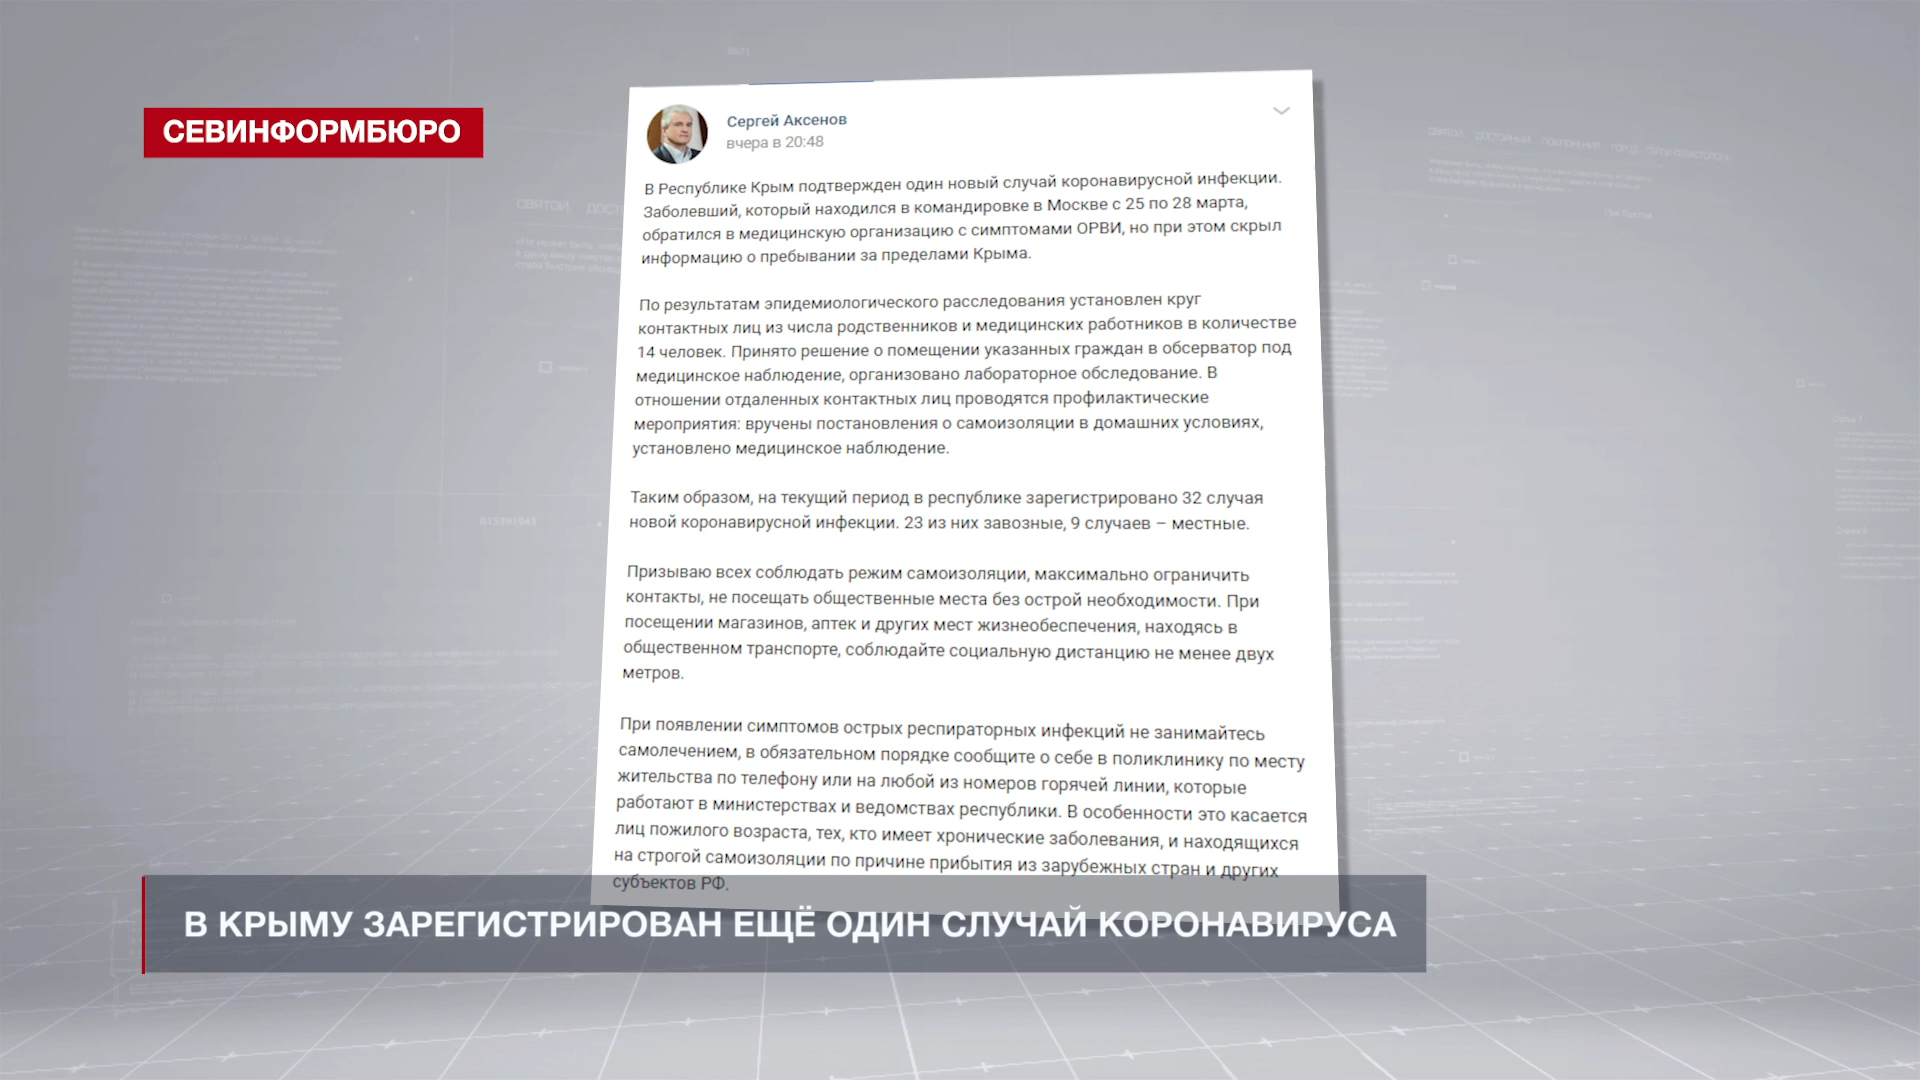 СЕВИНФОРМБЮРО
Сергей Аксенов
вчера в 20:48
В Республике Крым подтвержден один новый случай коронавирусной инфекции.
Заболевший, который находился в командировке в Москве с 25 по 28 марта,
обратился в медицинскую организацию с симптомами ОРВИ, но при этом скрыл
информацию о пребывании за пределами Крыма.
По результатам эпидемиологического расследования установлен круг
контактных лиц из числа родственников и медицинских работников в количестве
14 человек. Принято решение о помещении указанных граждан в обсерватор под
медицинское наблюдение, организовано лабораторное обследование. В
отношении отдаленных контактных лиц проводятся профилактические
мероприятия: вручены постановления о самоизоляции в домашних условиях,
установлено медицинское наблюдение.
Таким образом, на текущий период в республике зарегистрировано 32 случая
новой коронавирусной инфекции. 23 из них завозные, 9 случаев – местные.
Призываю всех соблюдать режим самоизоляции, максимально ограничить
контакты, не посещать общественные места без острой необходимости. При
посещении магазинов, аптек и других мест жизнеобеспечения, находясь в
общественном транспорте, соблюдайте социальную дистанцию не менее двух
метров.
При появлении симптомов острых респираторных инфекций не занимайтесь
самолечением, в обязательном порядке сообщите о себе в поликлинику по месту
жительства по телефону или на любой из номеров горячей линии, которые
работают в министерствах и ведомствах республики. В особенности это касается
лиц пожилого возраста, тех, кто имеет хронические заболевания, и находящихся
на строгой самоизоляции по причине прибытия из зарубежных стран и других
субъектов РФ.
В КРЫМУ ЗАРЕГИСТРИРОВАН ЕЩЁ ОДИН СЛУЧАЙ КОРОНАВИРУСА